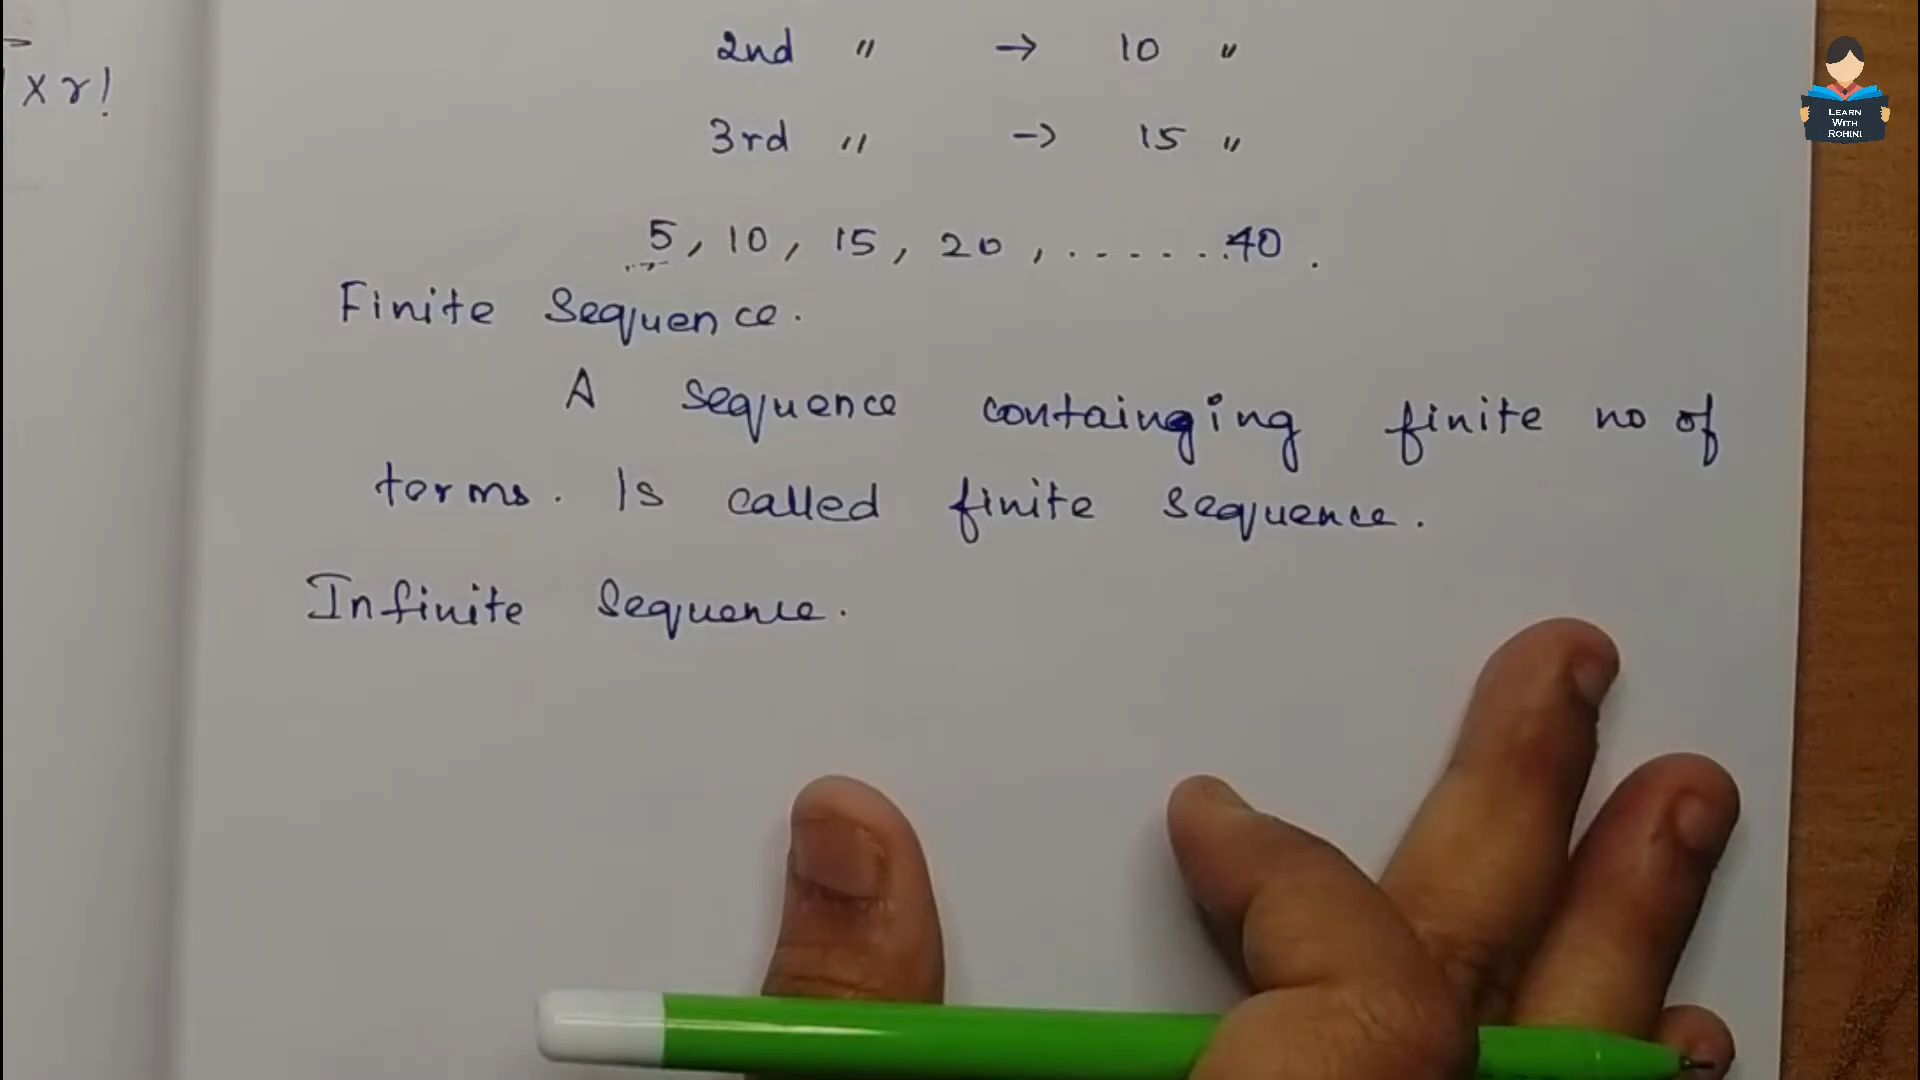 x r!
2nd " → 10 "
3rd " → 15 "
5, 10, 15, 20, ......40.
Finite Sequence.
A sequence containging finite no of
terms. Is called finite sequence.
Infinite Sequence.
LEARN
WITH
ROHINI